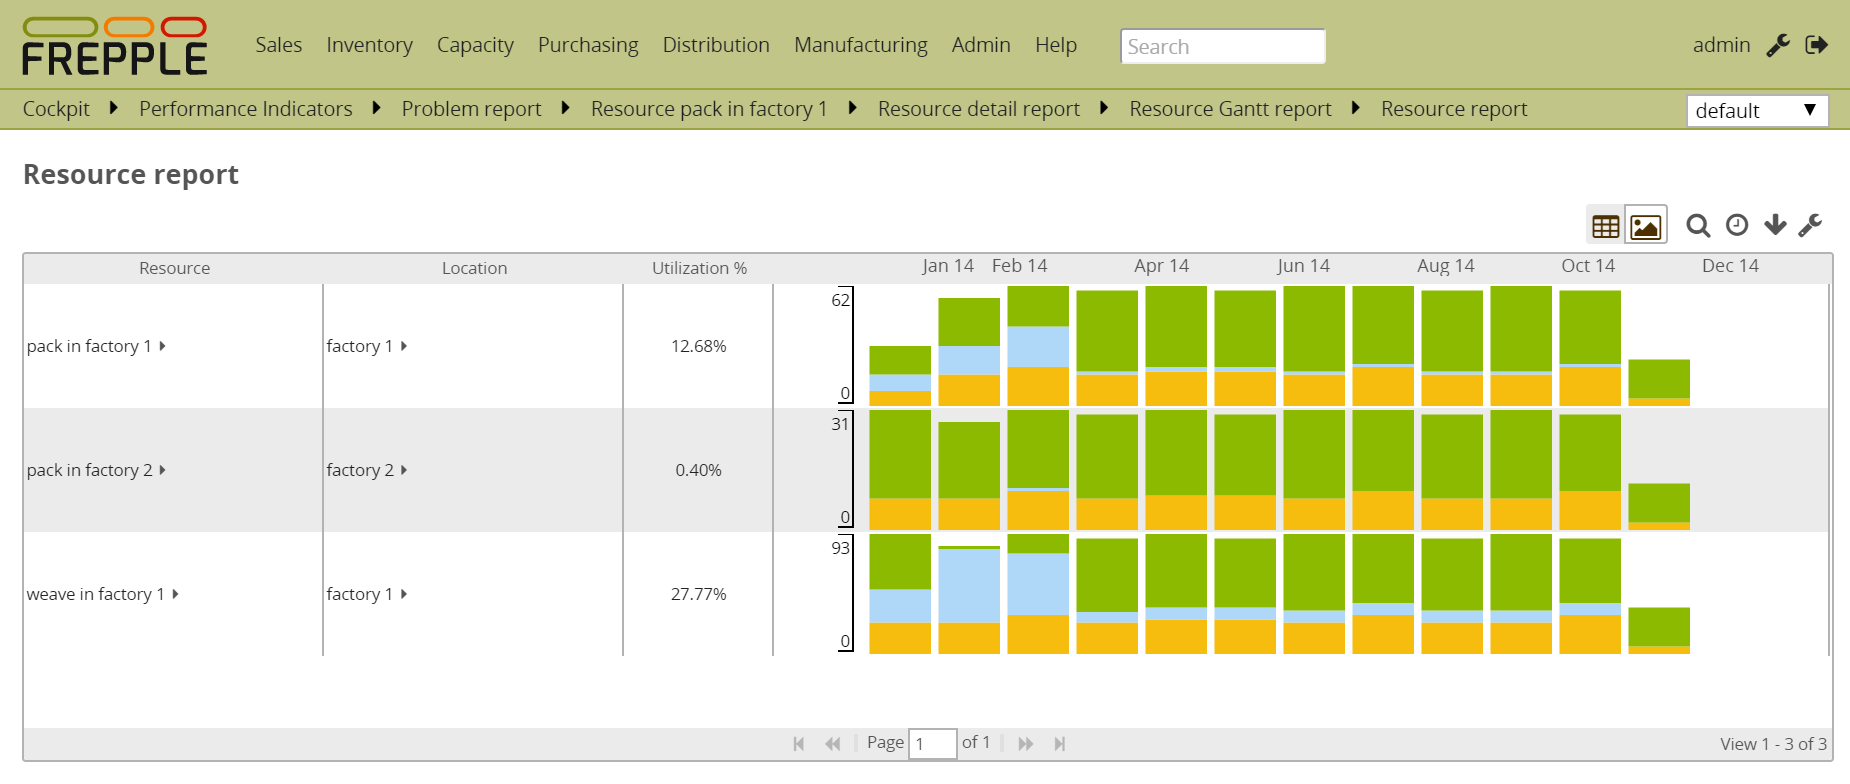 FREPPLE Sales Inventory Capacity Purchasing Distribution Manufacturing Admin Help Search admin
Cockpit Performance Indicators Problem report Resource pack in factory 1 Resource detail report Resource Gantt report Resource report default
Resource report
Resource Location Utilization % Jan 14 Feb 14 Apr 14 Jun 14 Aug 14 Oct 14 Dec 14
62
pack in factory 1 factory 1 12.68%
0
31
pack in factory 2 factory 2 0.40%
0
93
weave in factory 1 factory 1 27.77%
0
Page 1 of 1 View 1 - 3 of 3